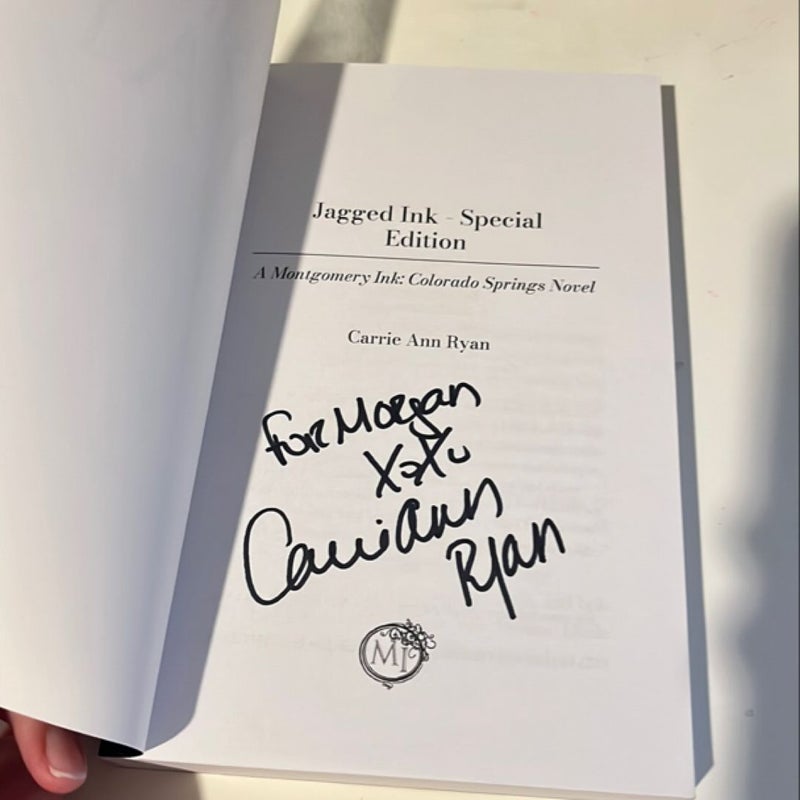 Jagged Ink - Special
Edition
A Montgomery Ink: Colorado Springs Novel
Carrie Ann Ryan
For Morgan
XoXo
Carrie Ann
Ryan
MI